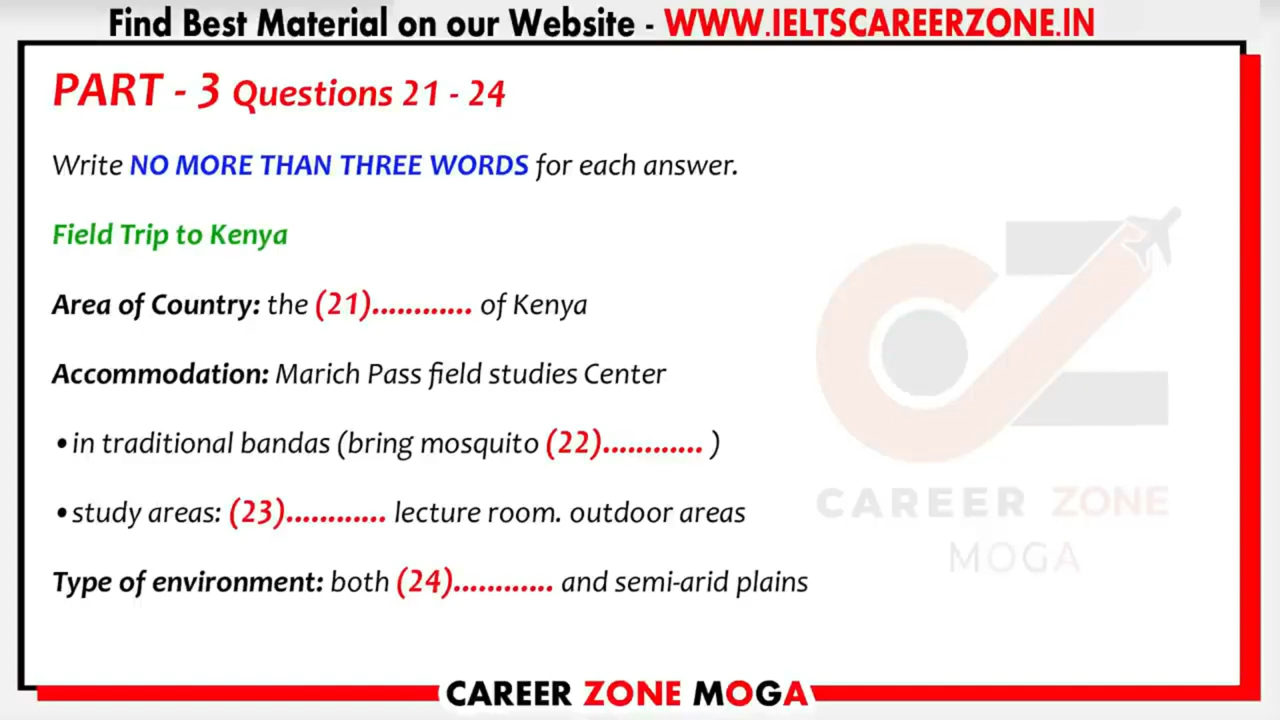 Find Best Material on our Website - WWW.IELTSCAREERZONE.IN
PART - 3 Questions 21 - 24
Write NO MORE THAN THREE WORDS for each answer.
Field Trip to Kenya
Area of Country: the (21)............ of Kenya
Accommodation: Marich Pass field studies Center
•in traditional bandas (bring mosquito (22)............ )
•study areas: (23)............ lecture room. outdoor areas
Type of environment: both (24)............ and semi-arid plains
CAREER ZONE
MOGA
CAREER ZONE MOGA